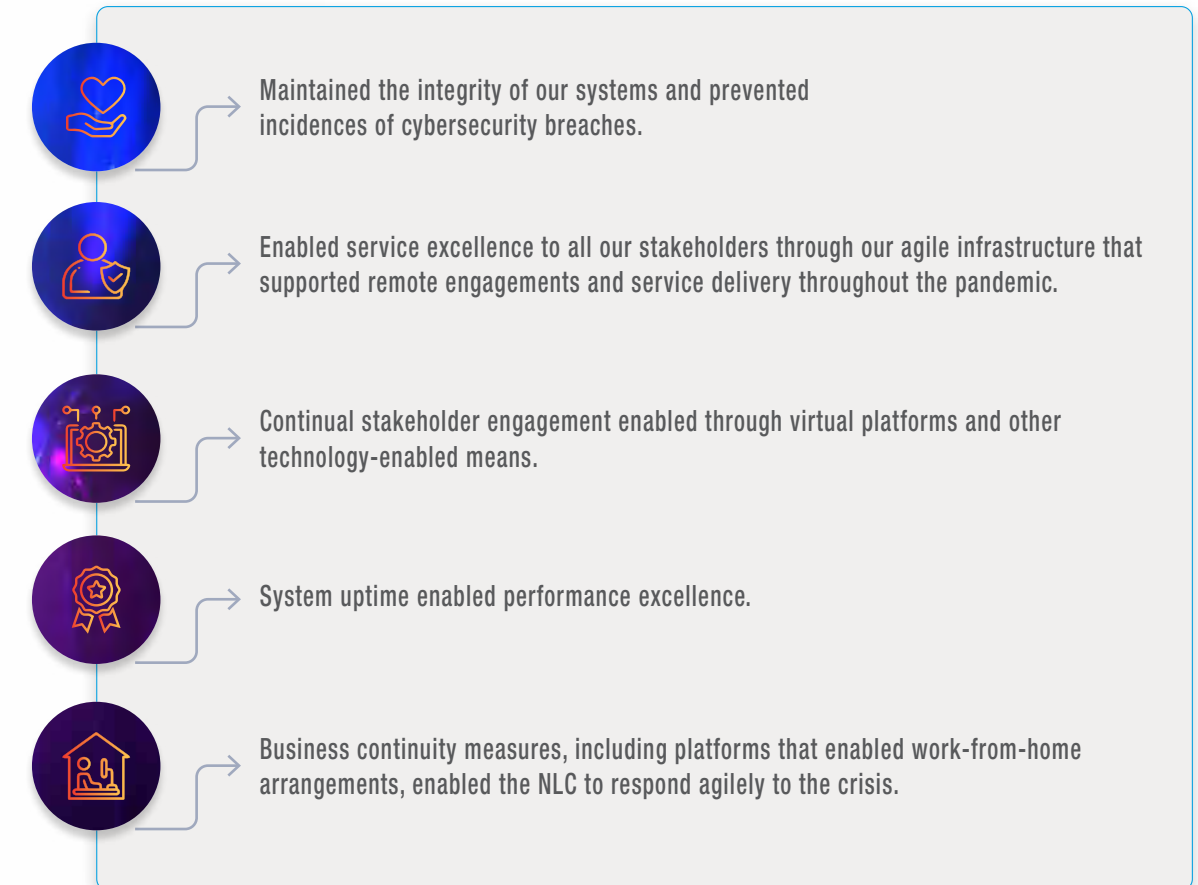 Maintained the integrity of our systems and prevented
incidences of cybersecurity breaches.
Enabled service excellence to all our stakeholders through our agile infrastructure that
supported remote engagements and service delivery throughout the pandemic.
Continual stakeholder engagement enabled through virtual platforms and other
technology-enabled means.
System uptime enabled performance excellence.
Business continuity measures, including platforms that enabled work-from-home
arrangements, enabled the NLC to respond agilely to the crisis.